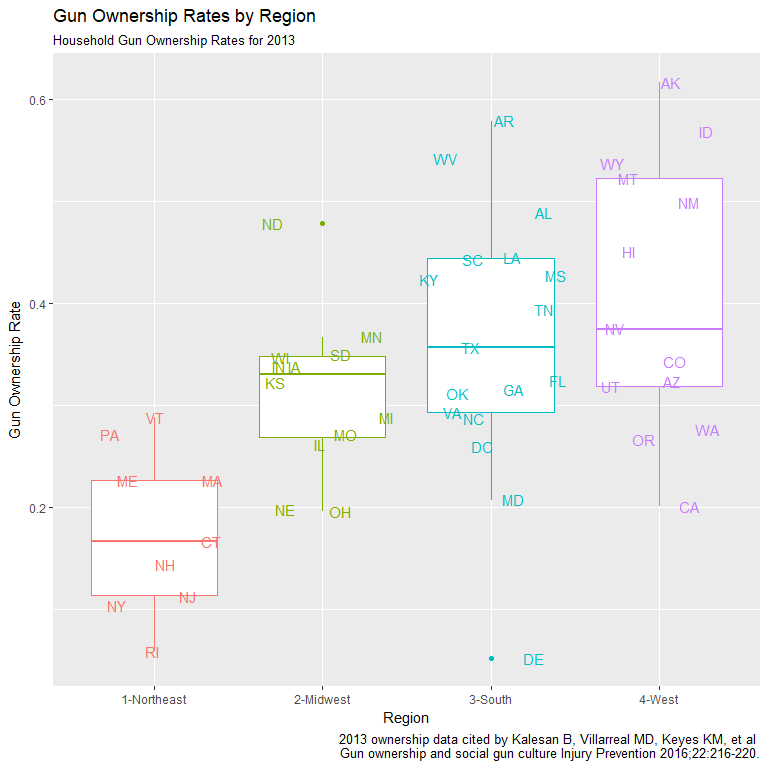 Gun Ownership Rates by Region
Household Gun Ownership Rates for 2013
Gun Ownership Rate
0.6
0.4
0.2
AK
AR
ID
WV
WY
MT
NM
AL
ND
HI
SC
LA
KY
MS
TN
NV
MN
WI
SD
TX
CO
IN
IA
KS
FL
AZ
UT
OK
GA
VT
MI
VA
NC
PA
MO
WA
IL
DC
OR
ME
MA
MD
NE
OH
CA
CT
NH
NJ
NY
RI
DE
1-Northeast
2-Midwest
3-South
4-West
Region
2013 ownership data cited by Kalesan B, Villarreal MD, Keyes KM, et al
Gun ownership and social gun culture Injury Prevention 2016;22:216-220.